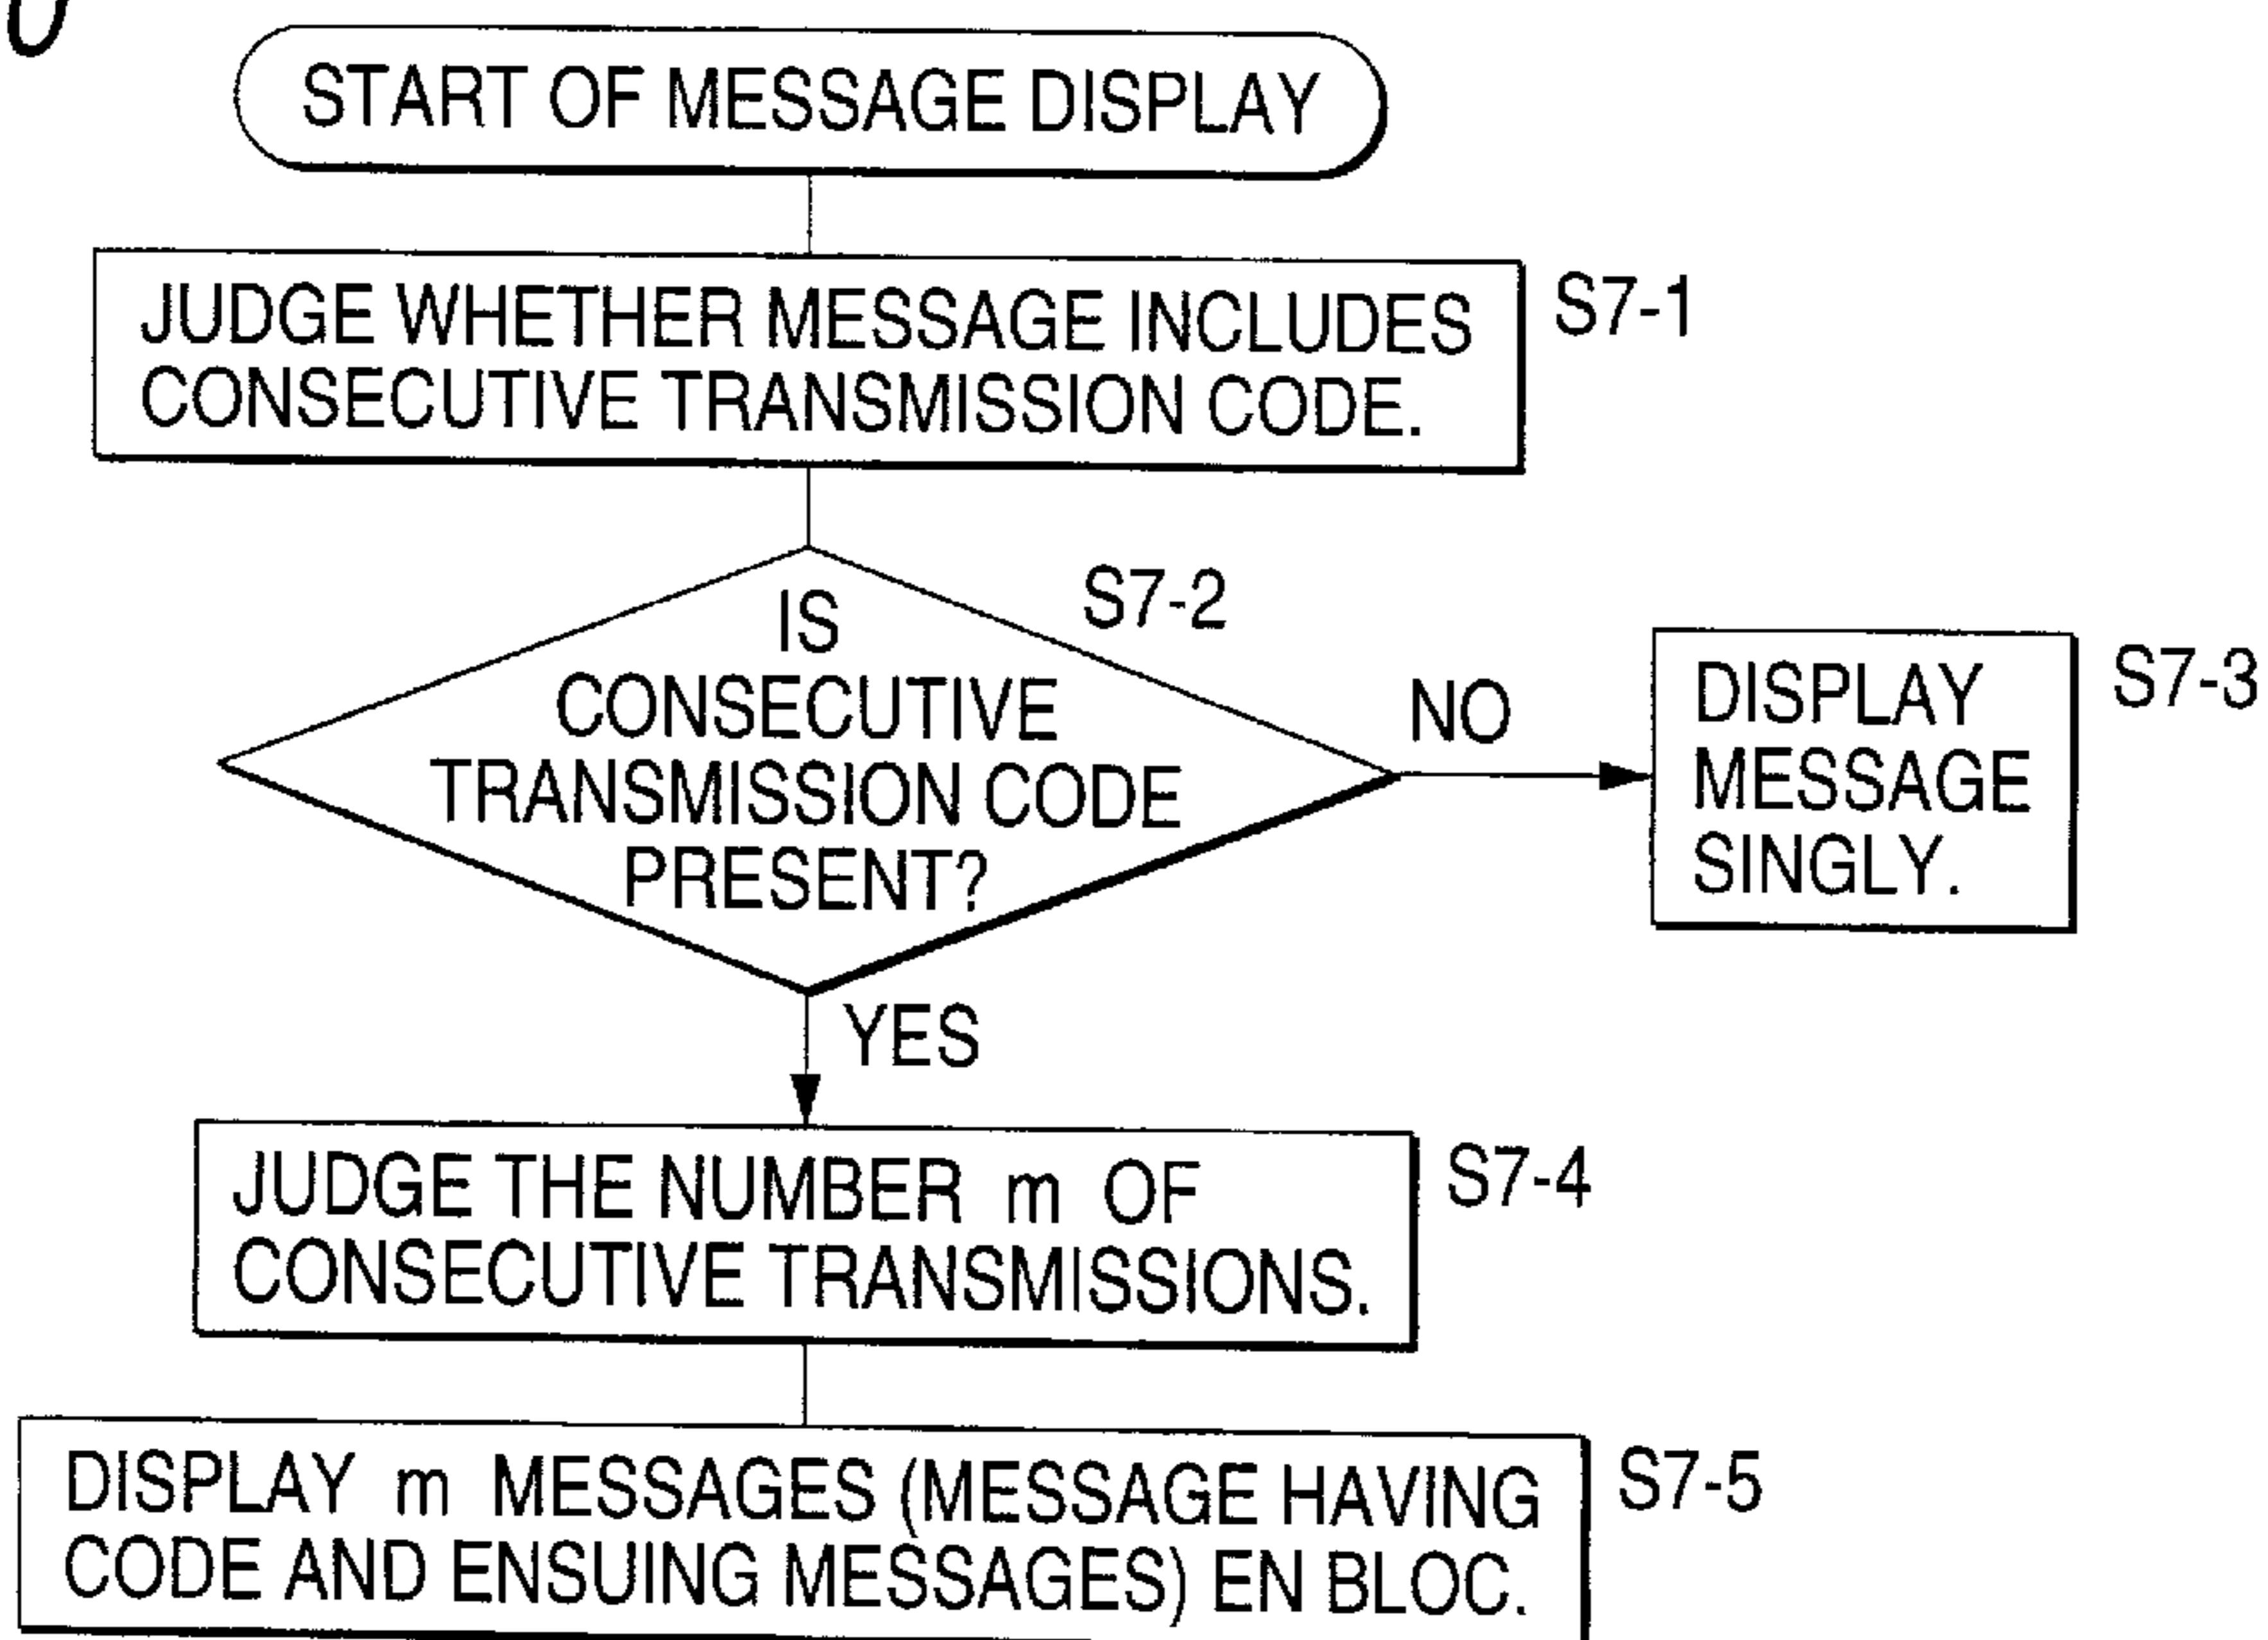 START OF MESSAGE DISPLAY
JUDGE WHETHER MESSAGE INCLUDES
CONSECUTIVE TRANSMISSION CODE.
S7-1
IS
CONSECUTIVE
TRANSMISSION CODE
PRESENT?
S7-2
NO
DISPLAY
MESSAGE
SINGLY.
S7-3
YES
JUDGE THE NUMBER m OF
CONSECUTIVE TRANSMISSIONS.
S7-4
DISPLAY m MESSAGES (MESSAGE HAVING
CODE AND ENSUING MESSAGES) EN BLOC.
S7-5